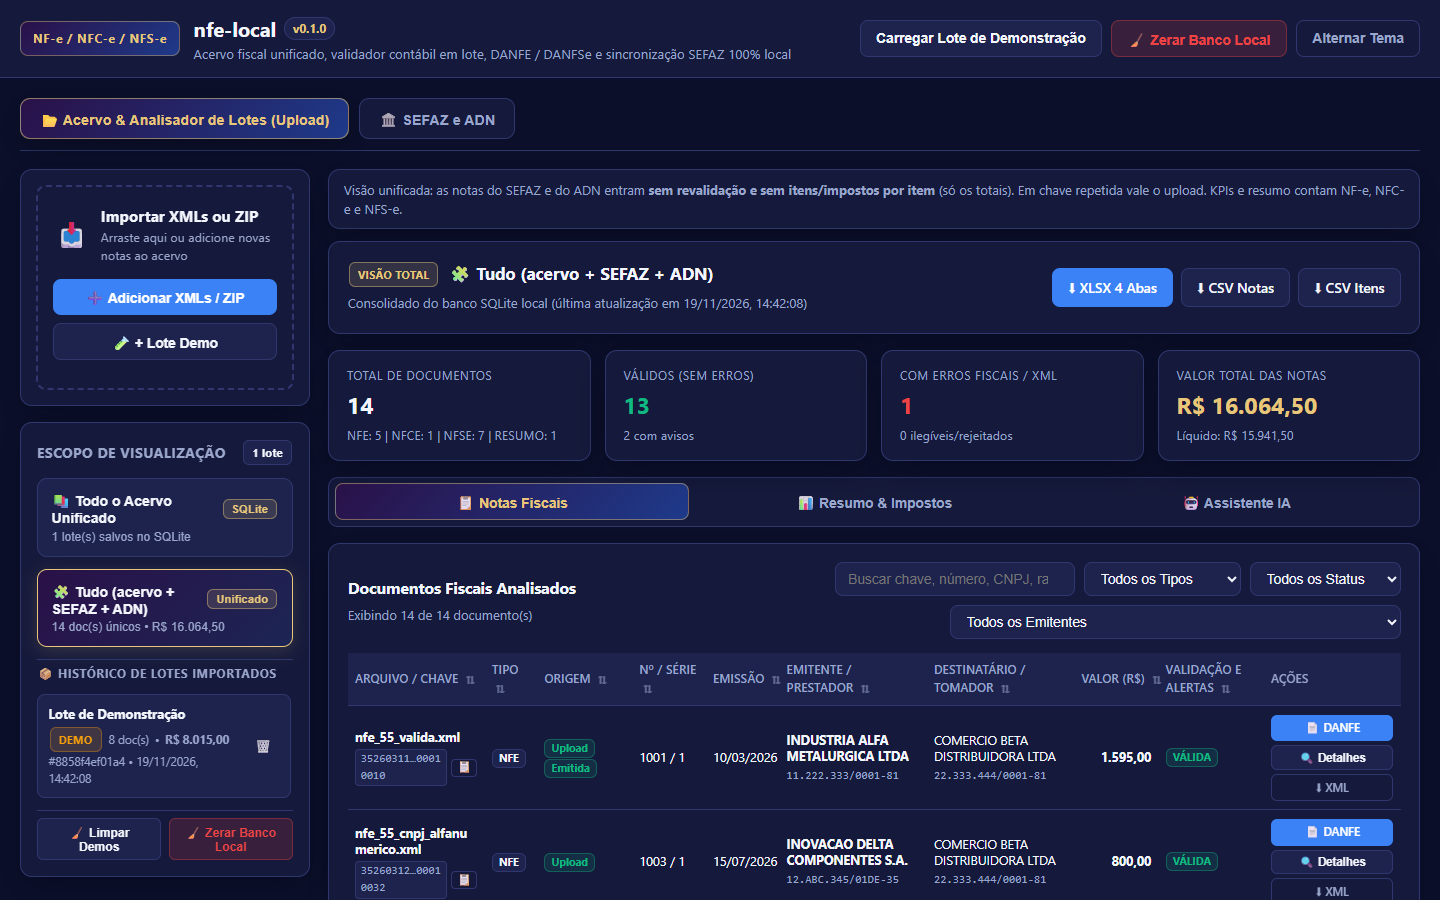 NF-e / NFC-e / NFS-e
nfe-local v0.1.0
Acervo fiscal unificado, validador contábil em lote, DANFE / DANFSe e sincronização SEFAZ 100% local
Carregar Lote de Demonstração
Zerar Banco Local
Alternar Tema
Acervo & Analisador de Lotes (Upload)
SEFAZ e ADN
Importar XMLs ou ZIP
Arraste aqui ou adicione novas
notas ao acervo
Adicionar XMLs / ZIP
+ Lote Demo
ESCOPO DE VISUALIZAÇÃO
1 lote
Todo o Acervo
Unificado
SQLite
1 lote(s) salvos no SQLite
Tudo (acervo +
SEFAZ + ADN)
Unificado
14 doc(s) únicos • R$ 16.064,50
HISTÓRICO DE LOTES IMPORTADOS
Lote de Demonstração
DEMO 8 doc(s) • R$ 8.015,00
#8858f4ef01a4 • 19/11/2026,
14:42:08
Limpar
Demos
Zerar Banco
Local
Visão unificada: as notas do SEFAZ e do ADN entram sem revalidação e sem itens/impostos por item (só os totais). Em chave repetida vale o upload. KPIs e resumo contam NF-e, NFC-
e e NFS-e.
VISÃO TOTAL
Tudo (acervo + SEFAZ + ADN)
Consolidado do banco SQLite local (última atualização em 19/11/2026, 14:42:08)
⬇ XLSX 4 Abas
⬇ CSV Notas
⬇ CSV Itens
TOTAL DE DOCUMENTOS
14
NFE: 5 | NFCE: 1 | NFSE: 7 | RESUMO: 1
VÁLIDOS (SEM ERROS)
13
2 com avisos
COM ERROS FISCAIS / XML
1
0 ilegíveis/rejeitados
VALOR TOTAL DAS NOTAS
R$ 16.064,50
Líquido: R$ 15.941,50
Notas Fiscais
Resumo & Impostos
Assistente IA
Documentos Fiscais Analisados
Exibindo 14 de 14 documento(s)
Buscar chave, número, CNPJ, ra
Todos os Tipos
Todos os Status
Todos os Emitentes
ARQUIVO / CHAVE ⇅
TIPO
⇅
ORIGEM ⇅
Nº / SÉRIE
⇅
EMISSÃO ⇅
EMITENTE /
PRESTADOR ⇅
DESTINATÁRIO /
TOMADOR ⇅
VALOR (R$) ⇅
VALIDAÇÃO E
ALERTAS ⇅
AÇÕES
nfe_55_valida.xml
35260311…0001
0010
NFE
Upload
Emitida
1001 / 1
10/03/2026
INDUSTRIA ALFA
METALURGICA LTDA
11.222.333/0001-81
COMERCIO BETA
DISTRIBUIDORA LTDA
22.333.444/0001-81
1.595,00
VÁLIDA
DANFE
Detalhes
⬇ XML
nfe_55_cnpj_alfanu
merico.xml
35260312…0001
0032
NFE
Upload
1003 / 1
15/07/2026
INOVACAO DELTA
COMPONENTES S.A.
12.ABC.345/01DE-35
COMERCIO BETA
DISTRIBUIDORA LTDA
22.333.444/0001-81
800,00
VÁLIDA
DANFE
Detalhes
⬇ XML